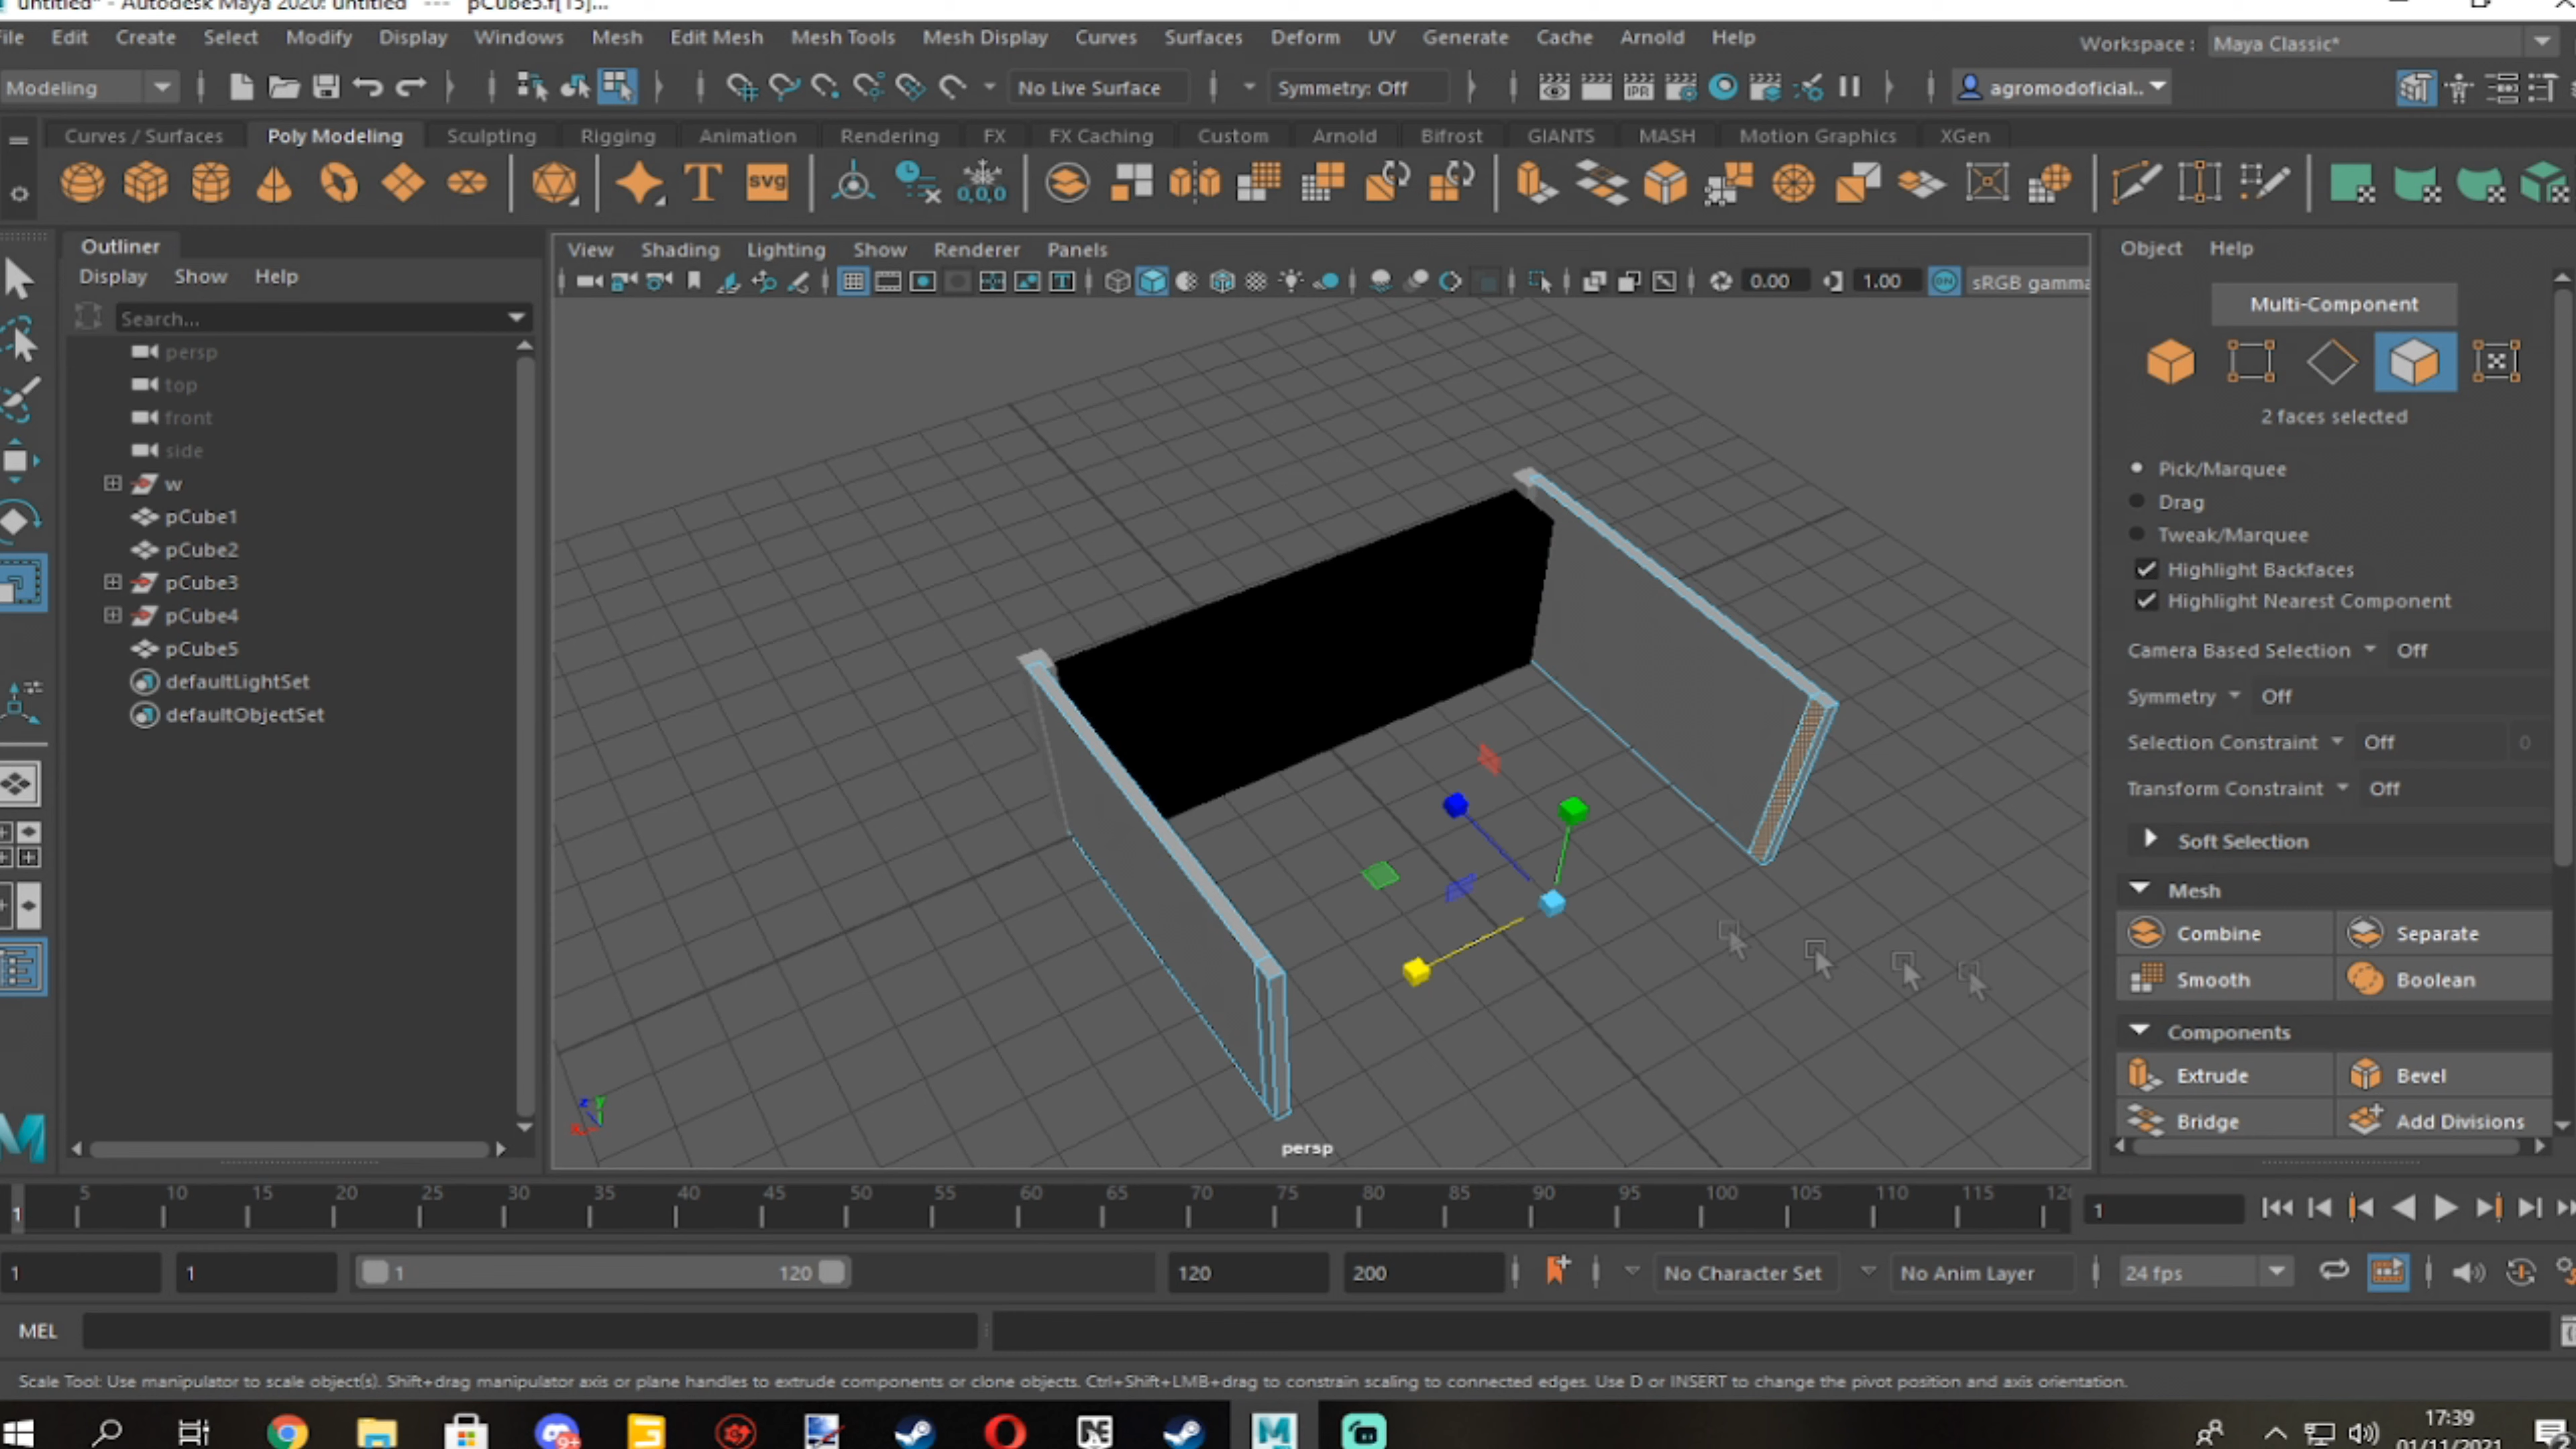 untitled* - Autodesk Maya 2020: untitled --- pCube5.f[15]...
File Edit Create Select Modify Display Windows Mesh Edit Mesh Mesh Tools Mesh Display Curves Surfaces Deform UV Generate Cache Arnold Help
Workspace : Maya Classic*
Modeling No Live Surface Symmetry: Off agromodoficial..
Curves / Surfaces Poly Modeling Sculpting Rigging Animation Rendering FX FX Caching Custom Arnold Bifrost GIANTS MASH Motion Graphics XGen
T SVG 0,0,0
Outliner
Display Show Help
Search...
persp
top
front
side
w
pCube1
pCube2
pCube3
pCube4
pCube5
defaultLightSet
defaultObjectSet
View Shading Lighting Show Renderer Panels
0.00 1.00 ON sRGB gamma
persp
Object Help
Multi-Component
2 faces selected
Pick/Marquee
Drag
Tweak/Marquee
Highlight Backfaces
Highlight Nearest Component
Camera Based Selection Off
Symmetry Off
Selection Constraint Off 0
Transform Constraint Off
Soft Selection
Mesh
Combine Separate
Smooth Boolean
Components
Extrude Bevel
Bridge Add Divisions
5 10 15 20 25 30 35 40 45 50 55 60 65 70 75 80 85 90 95 100 105 110 115 12
1 1
1 1 1 120 120 200 No Character Set No Anim Layer 24 fps
MEL
Scale Tool: Use manipulator to scale object(s). Shift+drag manipulator axis or plane handles to extrude components or clone objects. Ctrl+Shift+LMB+drag to constrain scaling to connected edges. Use D or INSERT to change the pivot position and axis orientation.
17:39
01/11/2021